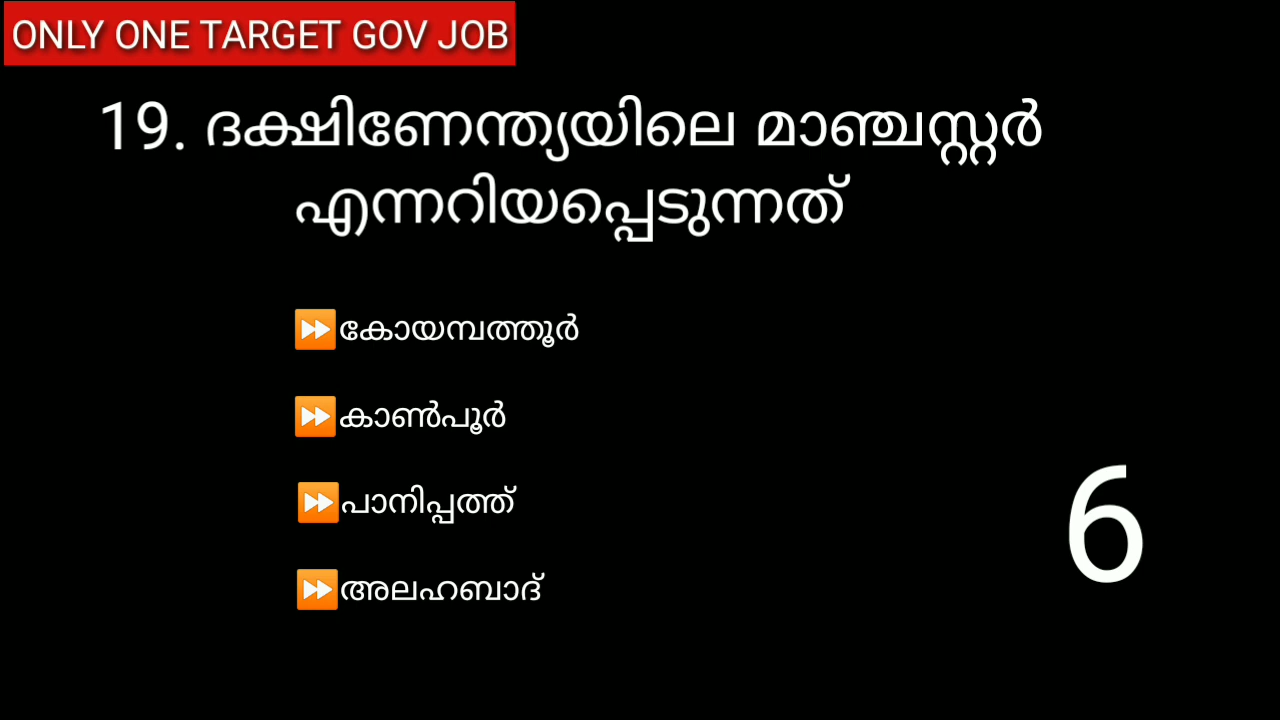 ONLY ONE TARGET GOV JOB
19. ദക്ഷിണേന്ത്യയിലെ മാഞ്ചസ്റ്റർ
എന്നറിയപ്പെടുന്നത്
⏩കോയമ്പത്തൂർ
⏩കാൺപൂർ
⏩പാനിപ്പത്ത്
⏩അലഹബാദ്
6